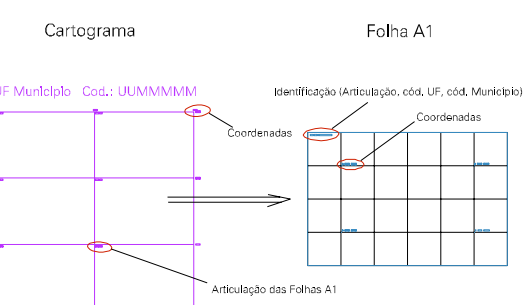 Cartograma
Folha A1
UF Município Cod.: UUMMMMM
Identificação (Articulação, cód. UF, cód. Município)
Coordenadas
Coordenadas
Articulação das Folhas A1